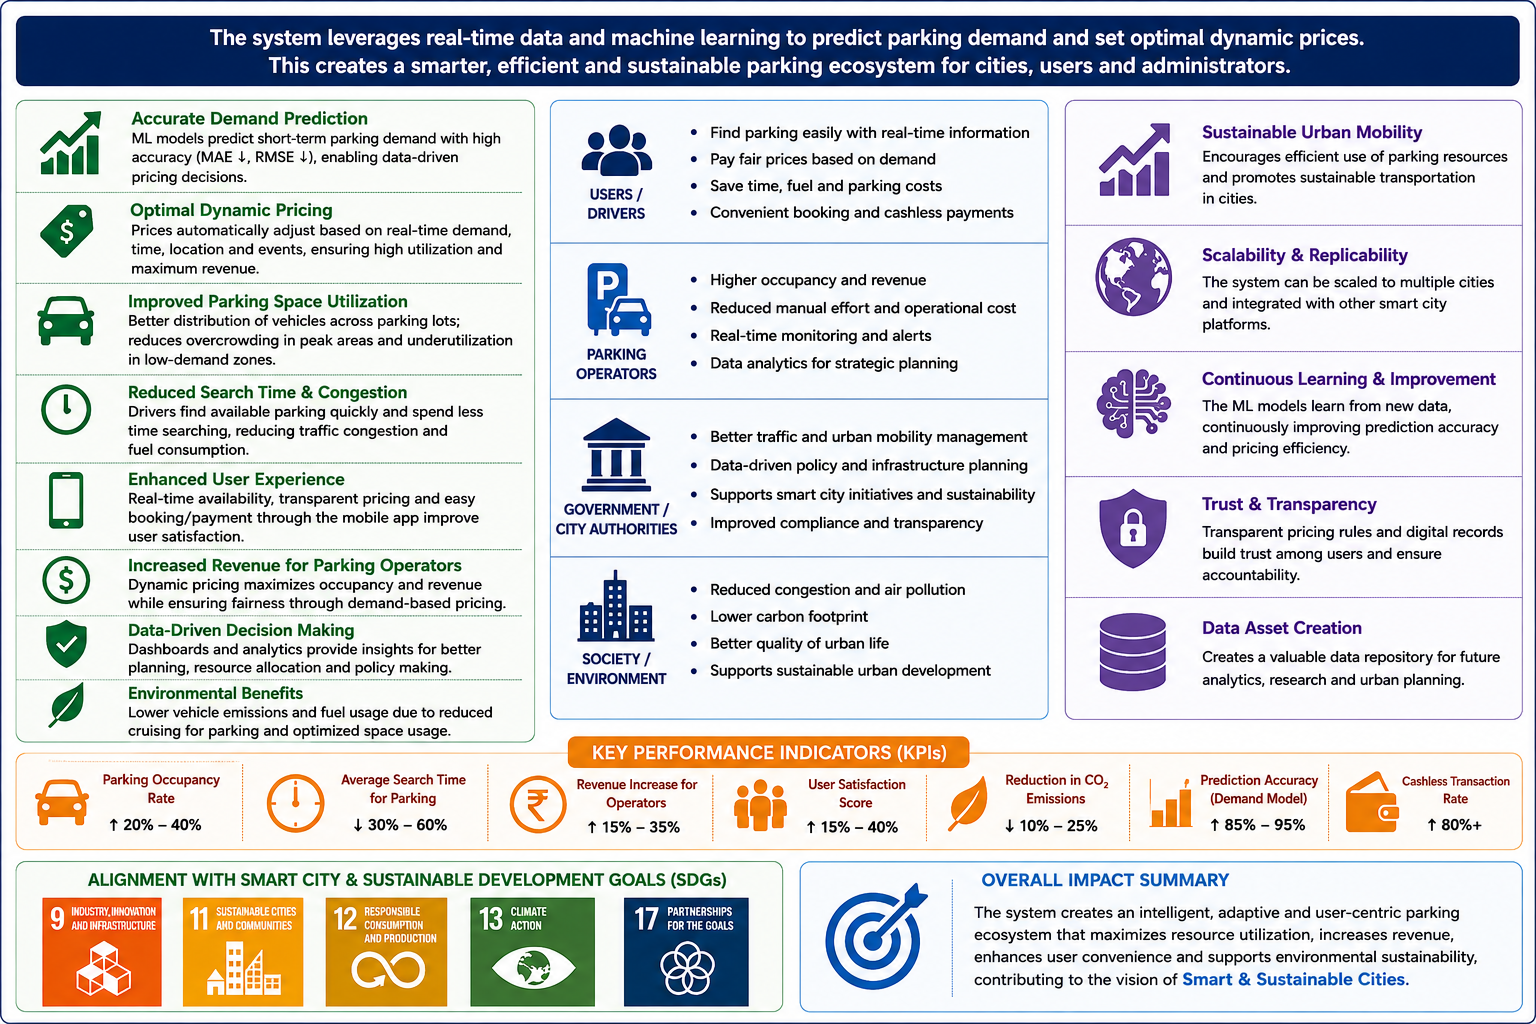 The system leverages real-time data and machine learning to predict parking demand and set optimal dynamic prices.
This creates a smarter, efficient and sustainable parking ecosystem for cities, users and administrators.
Accurate Demand Prediction
ML models predict short-term parking demand with high
accuracy (MAE ↓, RMSE ↓), enabling data-driven
pricing decisions.
$
Optimal Dynamic Pricing
Prices automatically adjust based on real-time demand,
time, location and events, ensuring high utilization and
maximum revenue.
Improved Parking Space Utilization
Better distribution of vehicles across parking lots;
reduces overcrowding in peak areas and underutilization
in low-demand zones.
Reduced Search Time & Congestion
Drivers find available parking quickly and spend less
time searching, reducing traffic congestion and
fuel consumption.
Enhanced User Experience
Real-time availability, transparent pricing and easy
booking/payment through the mobile app improve
user satisfaction.
$
Increased Revenue for Parking Operators
Dynamic pricing maximizes occupancy and revenue
while ensuring fairness through demand-based pricing.
Data-Driven Decision Making
Dashboards and analytics provide insights for better
planning, resource allocation and policy making.
Environmental Benefits
Lower vehicle emissions and fuel usage due to reduced
cruising for parking and optimized space usage.
USERS /
DRIVERS
• Find parking easily with real-time information
• Pay fair prices based on demand
• Save time, fuel and parking costs
• Convenient booking and cashless payments
P
PARKING
OPERATORS
• Higher occupancy and revenue
• Reduced manual effort and operational cost
• Real-time monitoring and alerts
• Data analytics for strategic planning
GOVERNMENT /
CITY AUTHORITIES
• Better traffic and urban mobility management
• Data-driven policy and infrastructure planning
• Supports smart city initiatives and sustainability
• Improved compliance and transparency
SOCIETY /
ENVIRONMENT
• Reduced congestion and air pollution
• Lower carbon footprint
• Better quality of urban life
• Supports sustainable urban development
Sustainable Urban Mobility
Encourages efficient use of parking resources
and promotes sustainable transportation
in cities.
Scalability & Replicability
The system can be scaled to multiple cities
and integrated with other smart city
platforms.
Continuous Learning & Improvement
The ML models learn from new data,
continuously improving prediction accuracy
and pricing efficiency.
Trust & Transparency
Transparent pricing rules and digital records
build trust among users and ensure
accountability.
Data Asset Creation
Creates a valuable data repository for future
analytics, research and urban planning.
KEY PERFORMANCE INDICATORS (KPIs)
Parking Occupancy
Rate
↑ 20% – 40%
Average Search Time
for Parking
↓ 30% – 60%
₹
Revenue Increase for
Operators
↑ 15% – 35%
User Satisfaction
Score
↑ 15% – 40%
Reduction in CO₂
Emissions
↓ 10% – 25%
Prediction Accuracy
(Demand Model)
↑ 85% – 95%
Cashless Transaction
Rate
↑ 80%+
ALIGNMENT WITH SMART CITY & SUSTAINABLE DEVELOPMENT GOALS (SDGs)
9 INDUSTRY, INNOVATION
AND INFRASTRUCTURE
11 SUSTAINABLE CITIES
AND COMMUNITIES
12 RESPONSIBLE
CONSUMPTION
AND PRODUCTION
13 CLIMATE
ACTION
17 PARTNERSHIPS
FOR THE GOALS
OVERALL IMPACT SUMMARY
The system creates an intelligent, adaptive and user-centric parking
ecosystem that maximizes resource utilization, increases revenue,
enhances user convenience and supports environmental sustainability,
contributing to the vision of Smart & Sustainable Cities.